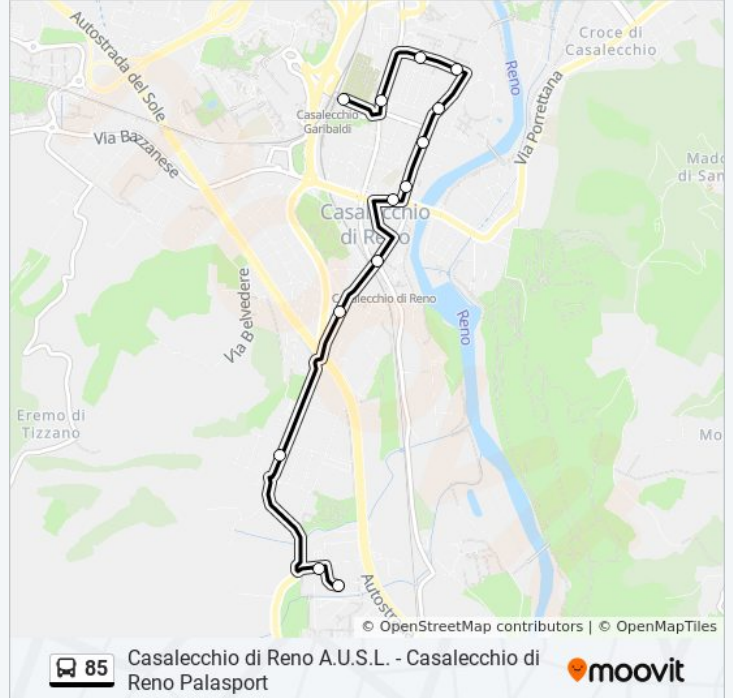 Autostrada del Sole
Croce di
Casalecchio
Reno
Casalecchio
Garibaldi
Via Porrettana
Via Bazzanese
Mado
di San
Casalecchio
di Reno
Via Belvedere
Casalecchio di Reno
Reno
Eremo di
Tizzano
Mo
Autost
© OpenStreetMap contributors | © OpenMapTiles
85
Casalecchio di Reno A.U.S.L. - Casalecchio di
Reno Palasport
moovit